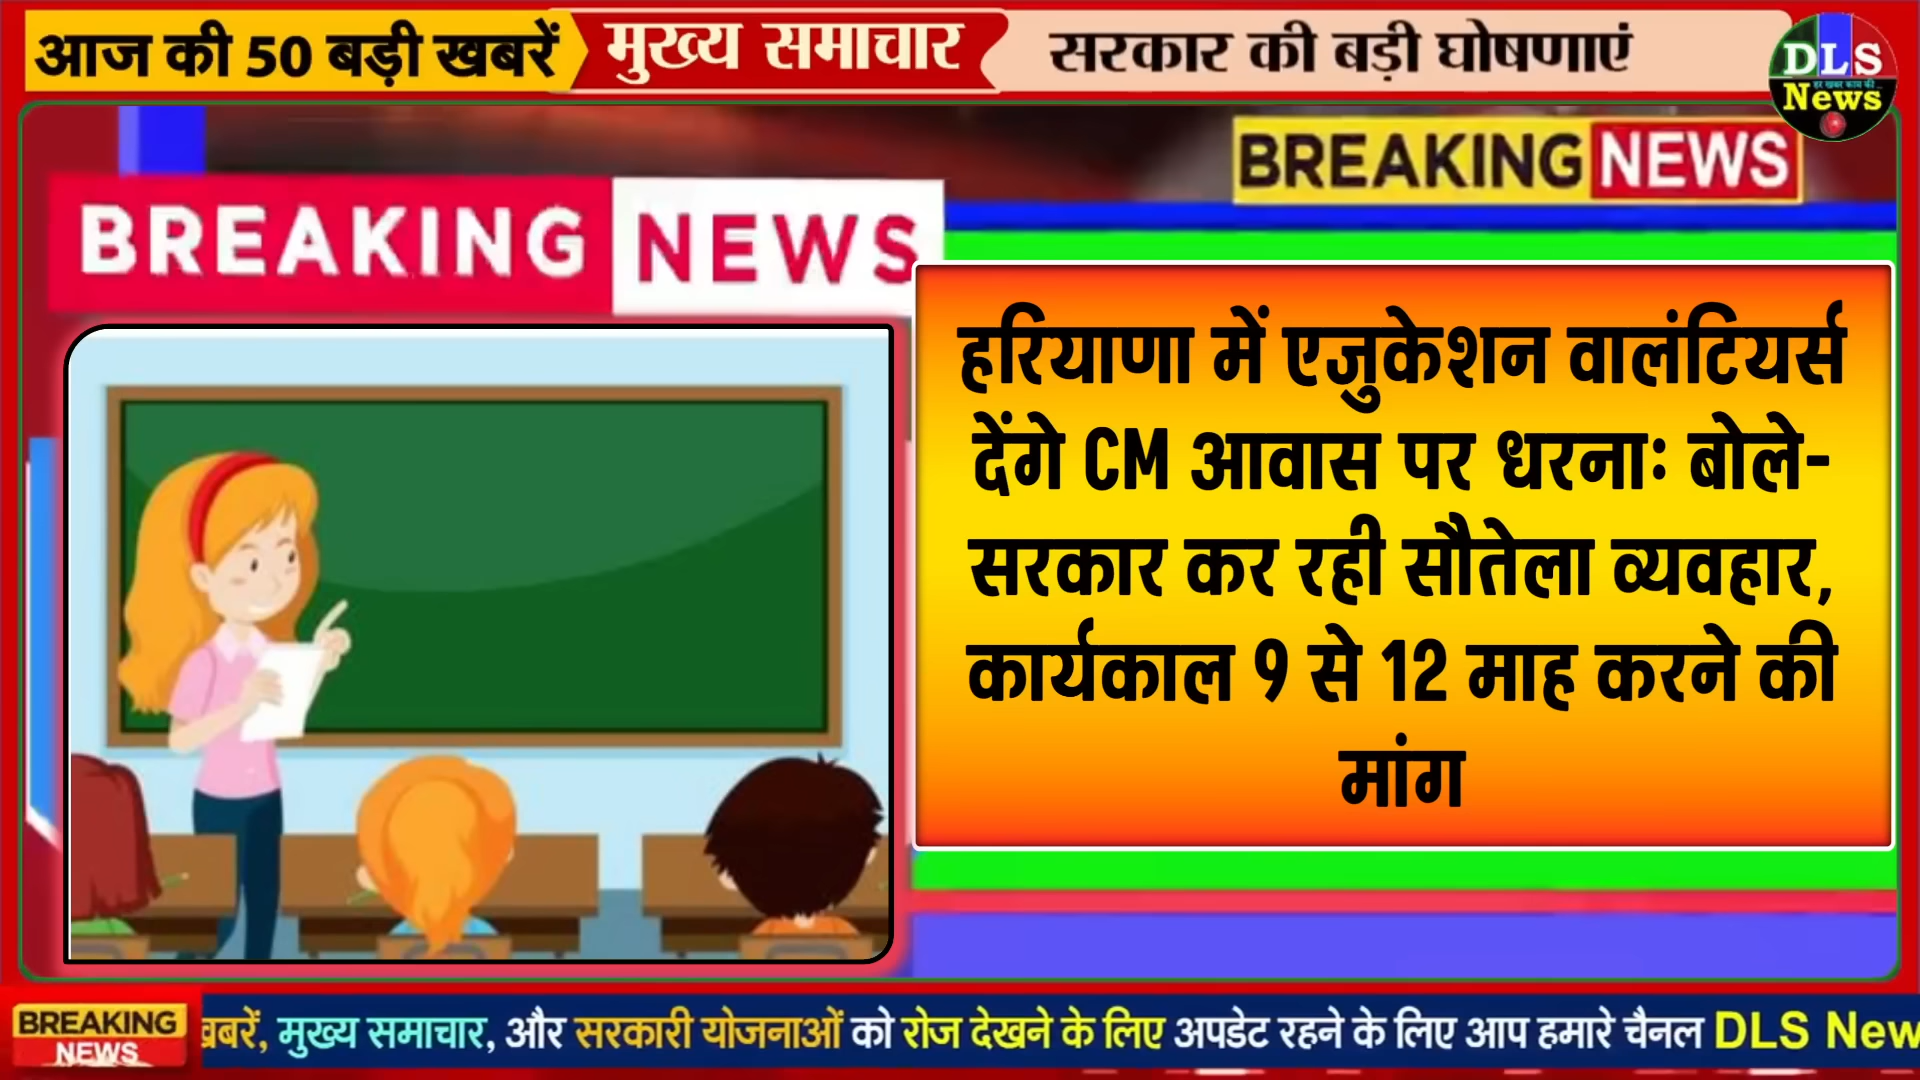 आज की 50 बड़ी खबरें
मुख्य समाचार
सरकार की बड़ी घोषणाएं
DLS
हर खबर काम की
News
BREAKING NEWS
BREAKING NEWS
हरियाणा में एजुकेशन वालंटियर्स
देंगे CM आवास पर धरनाः बोले-
सरकार कर रही सौतेला व्यवहार,
कार्यकाल 9 से 12 माह करने की
मांग
BREAKING
NEWS
खबरें, मुख्य समाचार, और सरकारी योजनाओं को रोज देखने के लिए अपडेट रहने के लिए आप हमारे चैनल DLS New